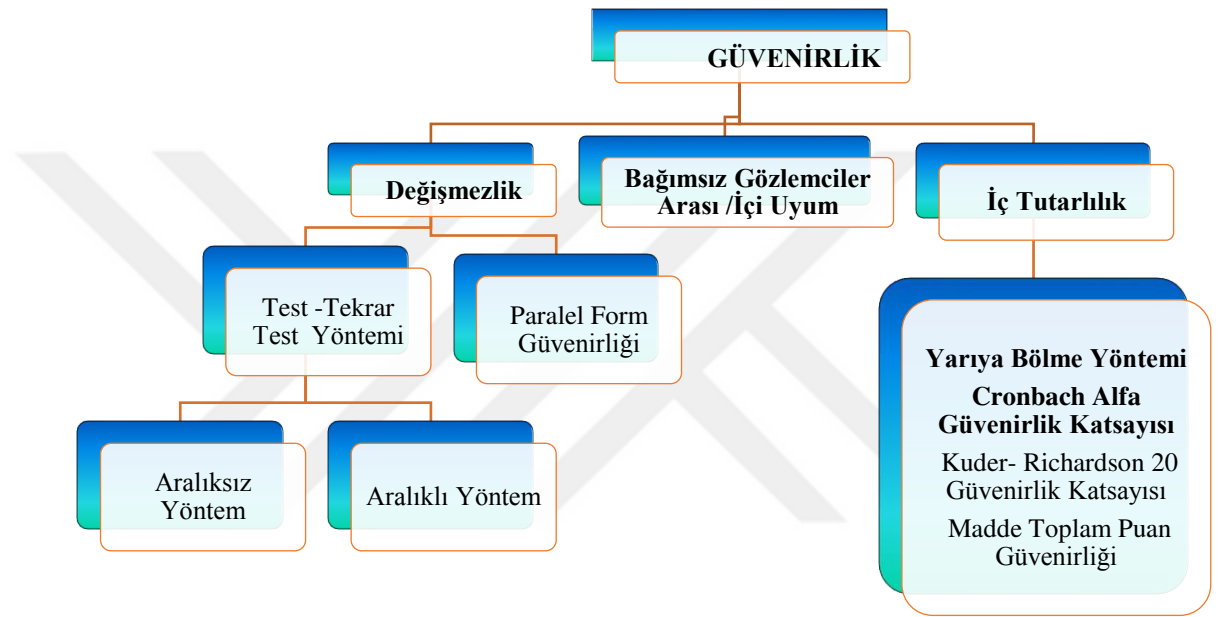 GÜVENİRLİK
Değişmezlik
Bağımsız Gözlemciler
Arası /İçi Uyum
İç Tutarlılık
Test -Tekrar
Test Yöntemi
Paralel Form
Güvenirliği
Aralıksız
Yöntem
Aralıklı Yöntem
Yarıya Bölme Yöntemi
Cronbach Alfa
Güvenirlik Katsayısı
Kuder- Richardson 20
Güvenirlik Katsayısı
Madde Toplam Puan
Güvenirliği